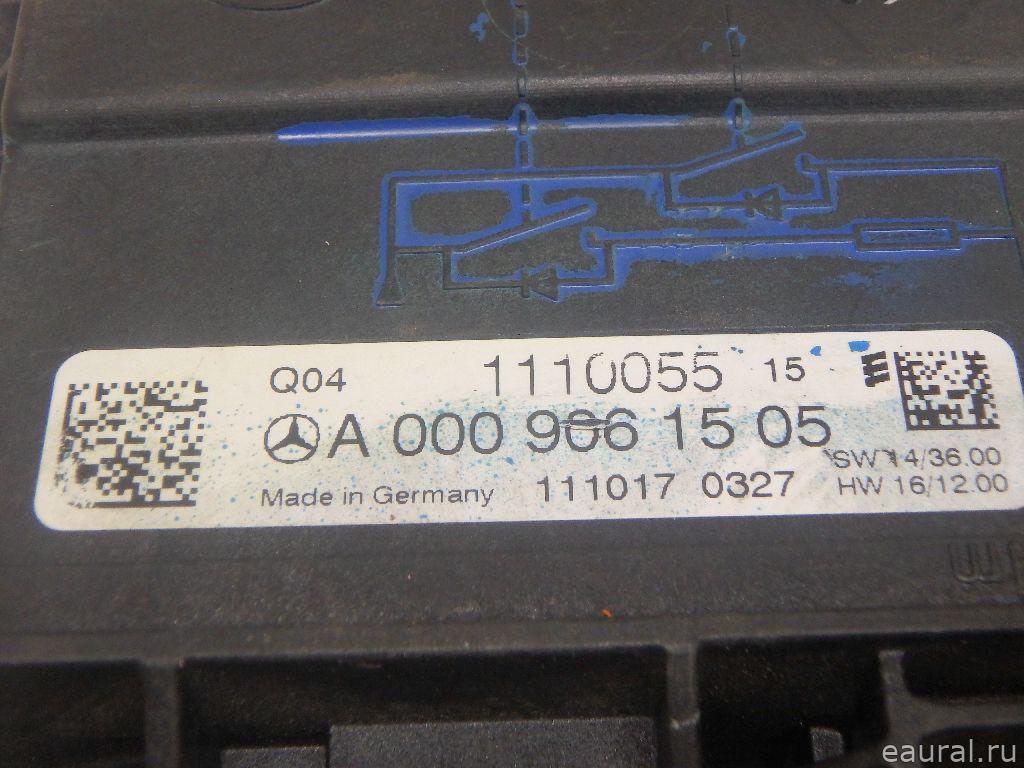 Q04 1110055 15
A 000 906 15 05
SW 14/36.00
Made in Germany 111017 0327 HW 16/12.00
eaural.ru